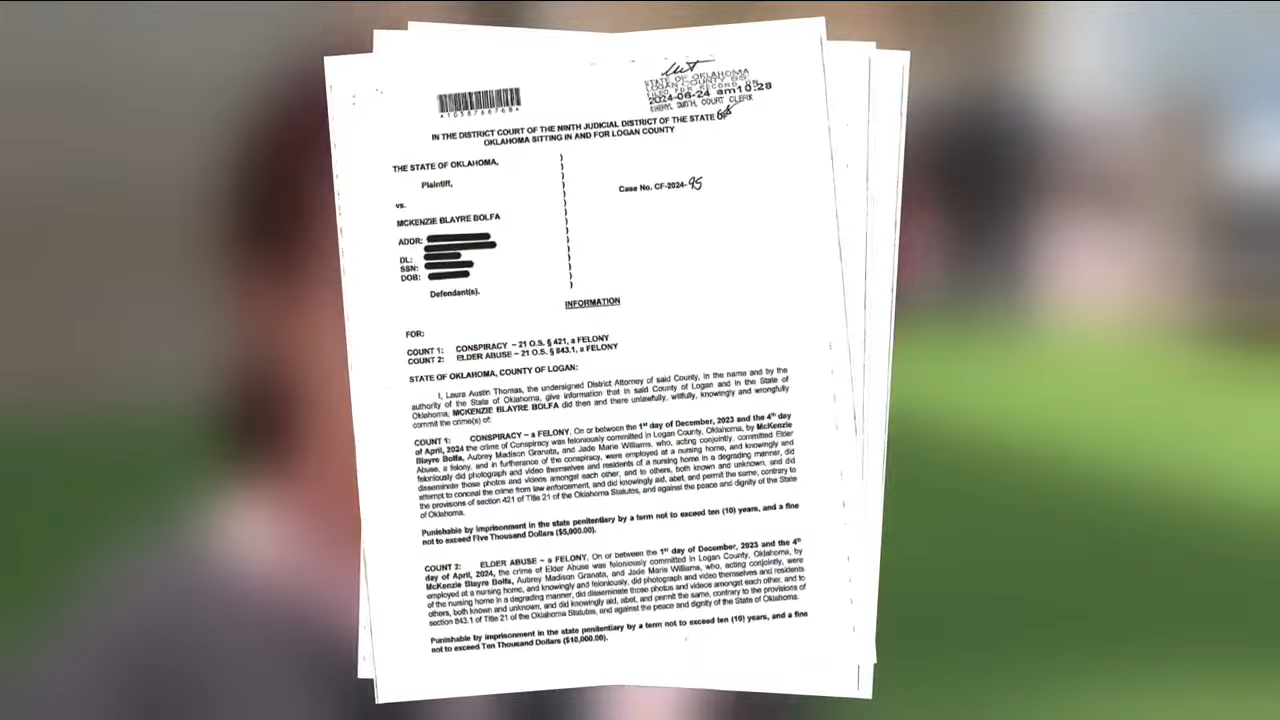 STATE OF OKLAHOMA
LOGAN COUNTY SS
FILED FOR RECORD ON
2024-06-24 am10:28
CHERYL SMITH, COURT CLERK
*1058766768*
IN THE DISTRICT COURT OF THE NINTH JUDICIAL DISTRICT OF THE STATE OF
OKLAHOMA SITTING IN AND FOR LOGAN COUNTY
THE STATE OF OKLAHOMA,
Plaintiff,
vs.
Case No. CF-2024-95
MCKENZIE BLAYRE BOLFA
ADDR:
DL:
SSN:
DOB:
Defendant(s).
INFORMATION
FOR:
COUNT 1: CONSPIRACY – 21 O.S. § 421, a FELONY
COUNT 2: ELDER ABUSE – 21 O.S. § 843.1, a FELONY
STATE OF OKLAHOMA, COUNTY OF LOGAN:
I, Laura Austin Thomas, the undersigned District Attorney of said County, in the name and by the
authority of the State of Oklahoma, give information that in said County of Logan and in the State of
Oklahoma, MCKENZIE BLAYRE BOLFA did then and there unlawfully, willfully, knowingly and wrongfully
commit the crime(s) of:
COUNT 1: CONSPIRACY – a FELONY, On or between the 1st day of December, 2023 and the 4th day
of April, 2024 the crime of Conspiracy was feloniously committed in Logan County, Oklahoma, by McKenzie
Blayre Bolfa, Aubrey Madison Granata, and Jade Marie Williams, who, acting conjointly, committed Elder
Abuse, a felony, and in furtherance of the conspiracy, were employed at a nursing home, and knowingly and
feloniously did photograph and video themselves and residents of a nursing home in a degrading manner, did
disseminate those photos and videos amongst each other, and to others, both known and unknown, and did
attempt to conceal the crime from law enforcement, and did knowingly aid, abet, and permit the same, contrary to
the provisions of section 421 of Title 21 of the Oklahoma Statutes, and against the peace and dignity of the State
of Oklahoma.
Punishable by imprisonment in the state penitentiary by a term not to exceed ten (10) years, and a fine
not to exceed Five Thousand Dollars ($5,000.00).
COUNT 2: ELDER ABUSE – a FELONY, On or between the 1st day of December, 2023 and the 4th
day of April, 2024, the crime of Elder Abuse was feloniously committed in Logan County, Oklahoma, by
McKenzie Blayre Bolfa, Aubrey Madison Granata, and Jade Marie Williams, who, acting conjointly, were
employed at a nursing home, and knowingly and feloniously, did photograph and video themselves and residents
of the nursing home in a degrading manner, did disseminate those photos and videos amongst each other, and to
others, both known and unknown, and did knowingly aid, abet, and permit the same, contrary to the provisions of
section 843.1 of Title 21 of the Oklahoma Statutes, and against the peace and dignity of the State of Oklahoma.
Punishable by imprisonment in the state penitentiary by a term not to exceed ten (10) years, and a fine
not to exceed Ten Thousand Dollars ($10,000.00).